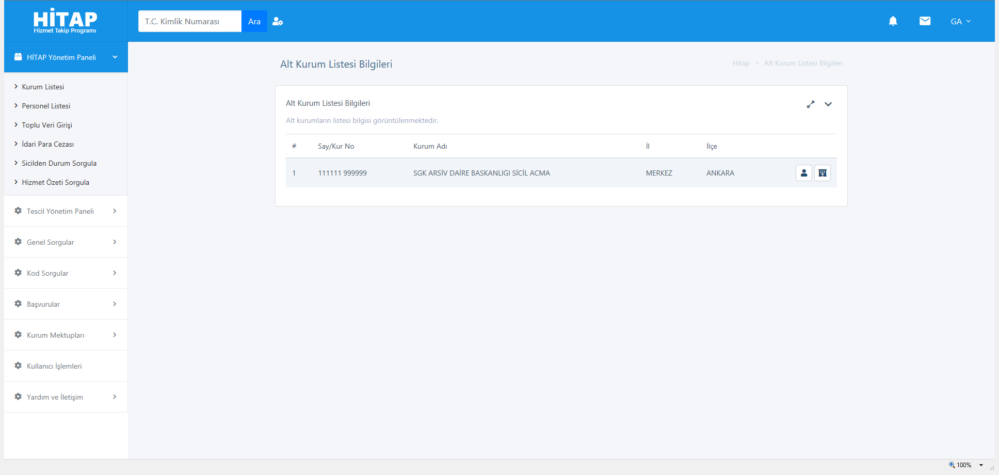 HİTAP
Hizmet Takip Programı
T.C. Kimlik Numarası
Ara
GA
HİTAP Yönetim Paneli
Kurum Listesi
Personel Listesi
Toplu Veri Girişi
İdari Para Cezası
Sicilden Durum Sorgula
Hizmet Özeti Sorgula
Tescil Yönetim Paneli
Genel Sorgular
Kod Sorgular
Başvurular
Kurum Mektupları
Kullanıcı İşlemleri
Yardım ve İletişim
Alt Kurum Listesi Bilgileri
Hitap > Alt Kurum Listesi Bilgileri
Alt Kurum Listesi Bilgileri
Alt kurumların listesi bilgisi görüntülenmektedir.
# Say/Kur No Kurum Adı İl İlçe
1 111111 999999 SGK ARSİV DAİRE BASKANLIGI SİCİL ACMA MERKEZ ANKARA
100%